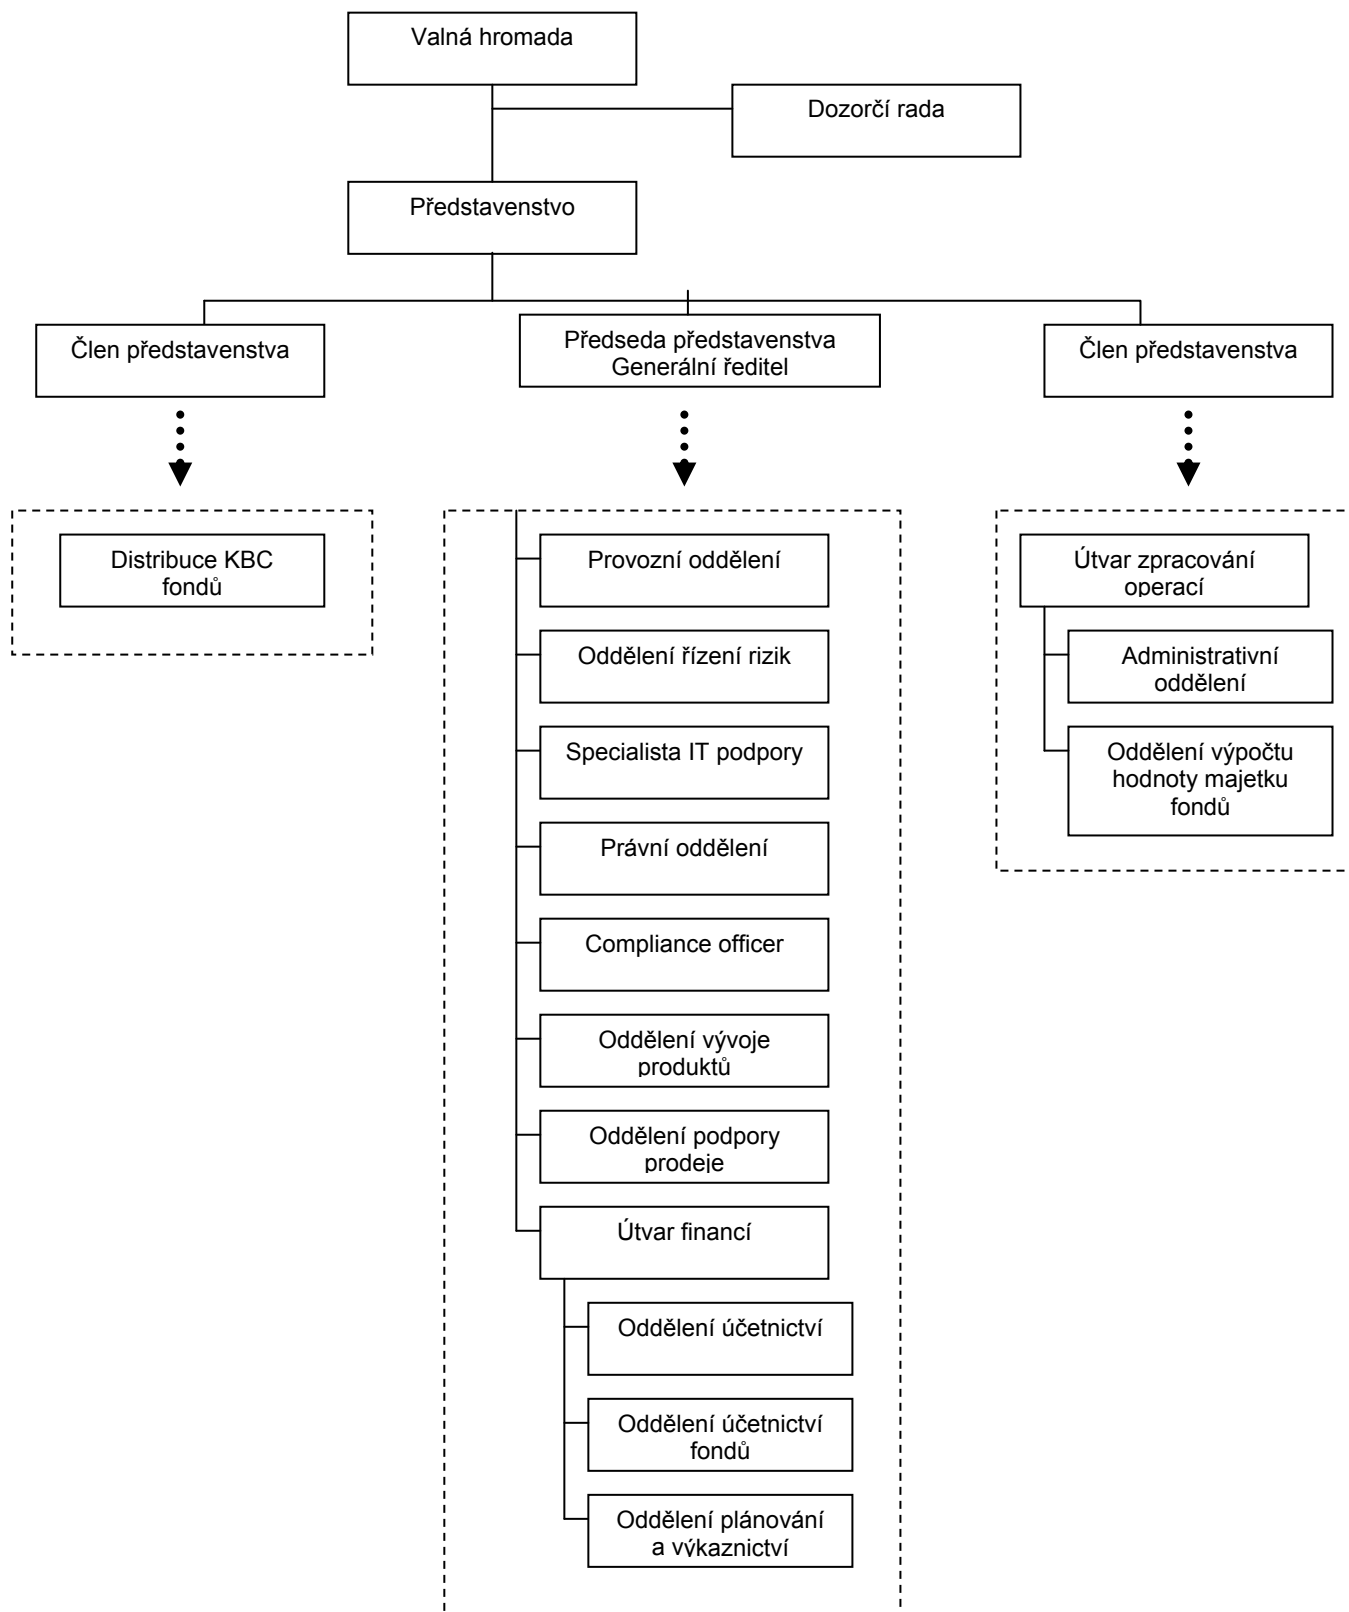 Valná hromada
Dozorčí rada
Představenstvo
Člen představenstva
Předseda představenstva
Generální ředitel
Člen představenstva
Distribuce KBC
fondů
Provozní oddělení
Oddělení řízení rizik
Specialista IT podpory
Právní oddělení
Compliance officer
Oddělení vývoje
produktů
Oddělení podpory
prodeje
Útvar financí
Oddělení účetnictví
Oddělení účetnictví
fondů
Oddělení plánování
a výkaznictví
Útvar zpracování
operací
Administrativní
oddělení
Oddělení výpočtu
hodnoty majetku
fondů